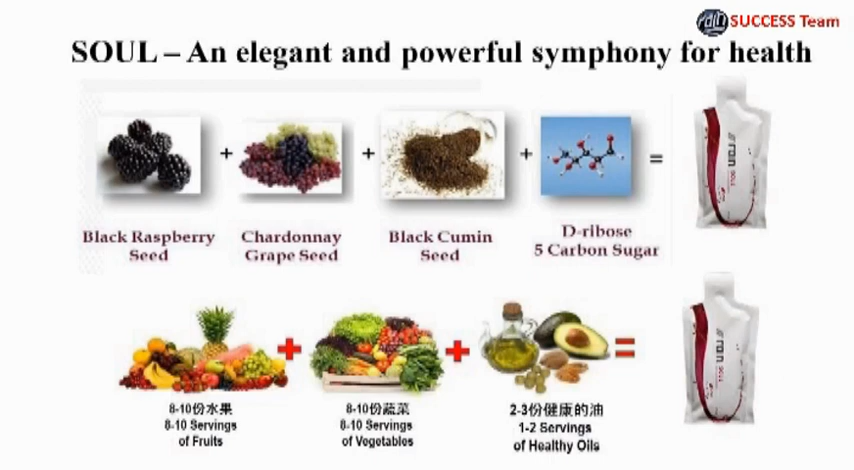 SUCCESS Team
SOUL – An elegant and powerful symphony for health
+ + + =
Black Raspberry Seed
Chardonnay Grape Seed
Black Cumin Seed
D-ribose
5 Carbon Sugar
+ + =
8-10份水果
8-10 Servings
of Fruits
8-10份蔬菜
8-10 Servings
of Vegetables
2-3份健康的油
1-2 Servings
of Healthy Oils